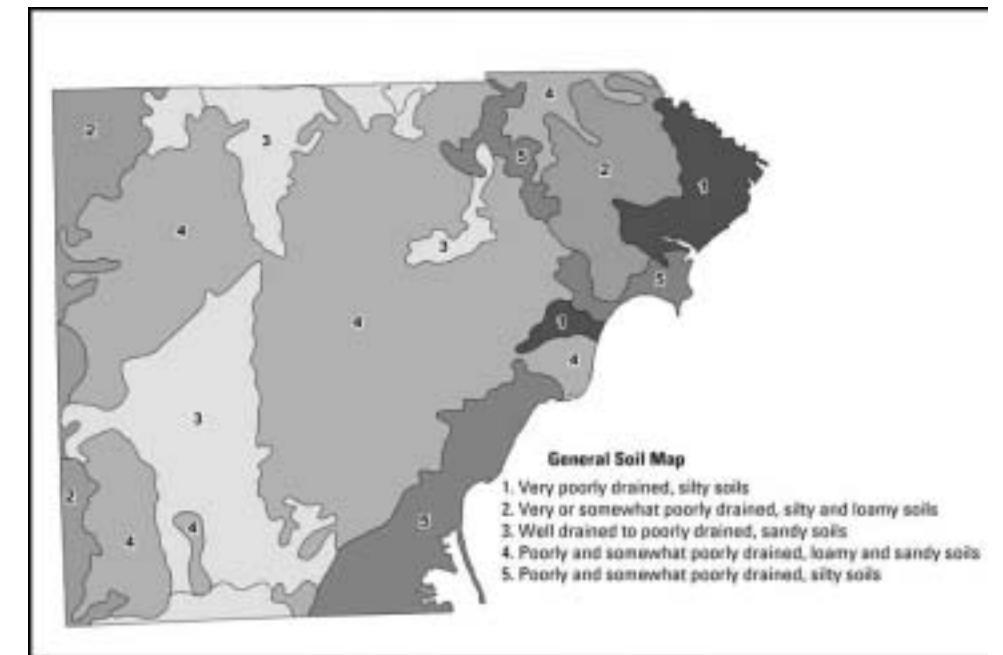 4
2
3
5
2
1
4
3
5
4
1
4
3
General Soil Map
1. Very poorly drained, silty soils
2. Very or somewhat poorly drained, silty and loamy soils
3. Well drained to poorly drained, sandy soils
4. Poorly and somewhat poorly drained, loamy and sandy soils
5. Poorly and somewhat poorly drained, silty soils
2
5
4
4